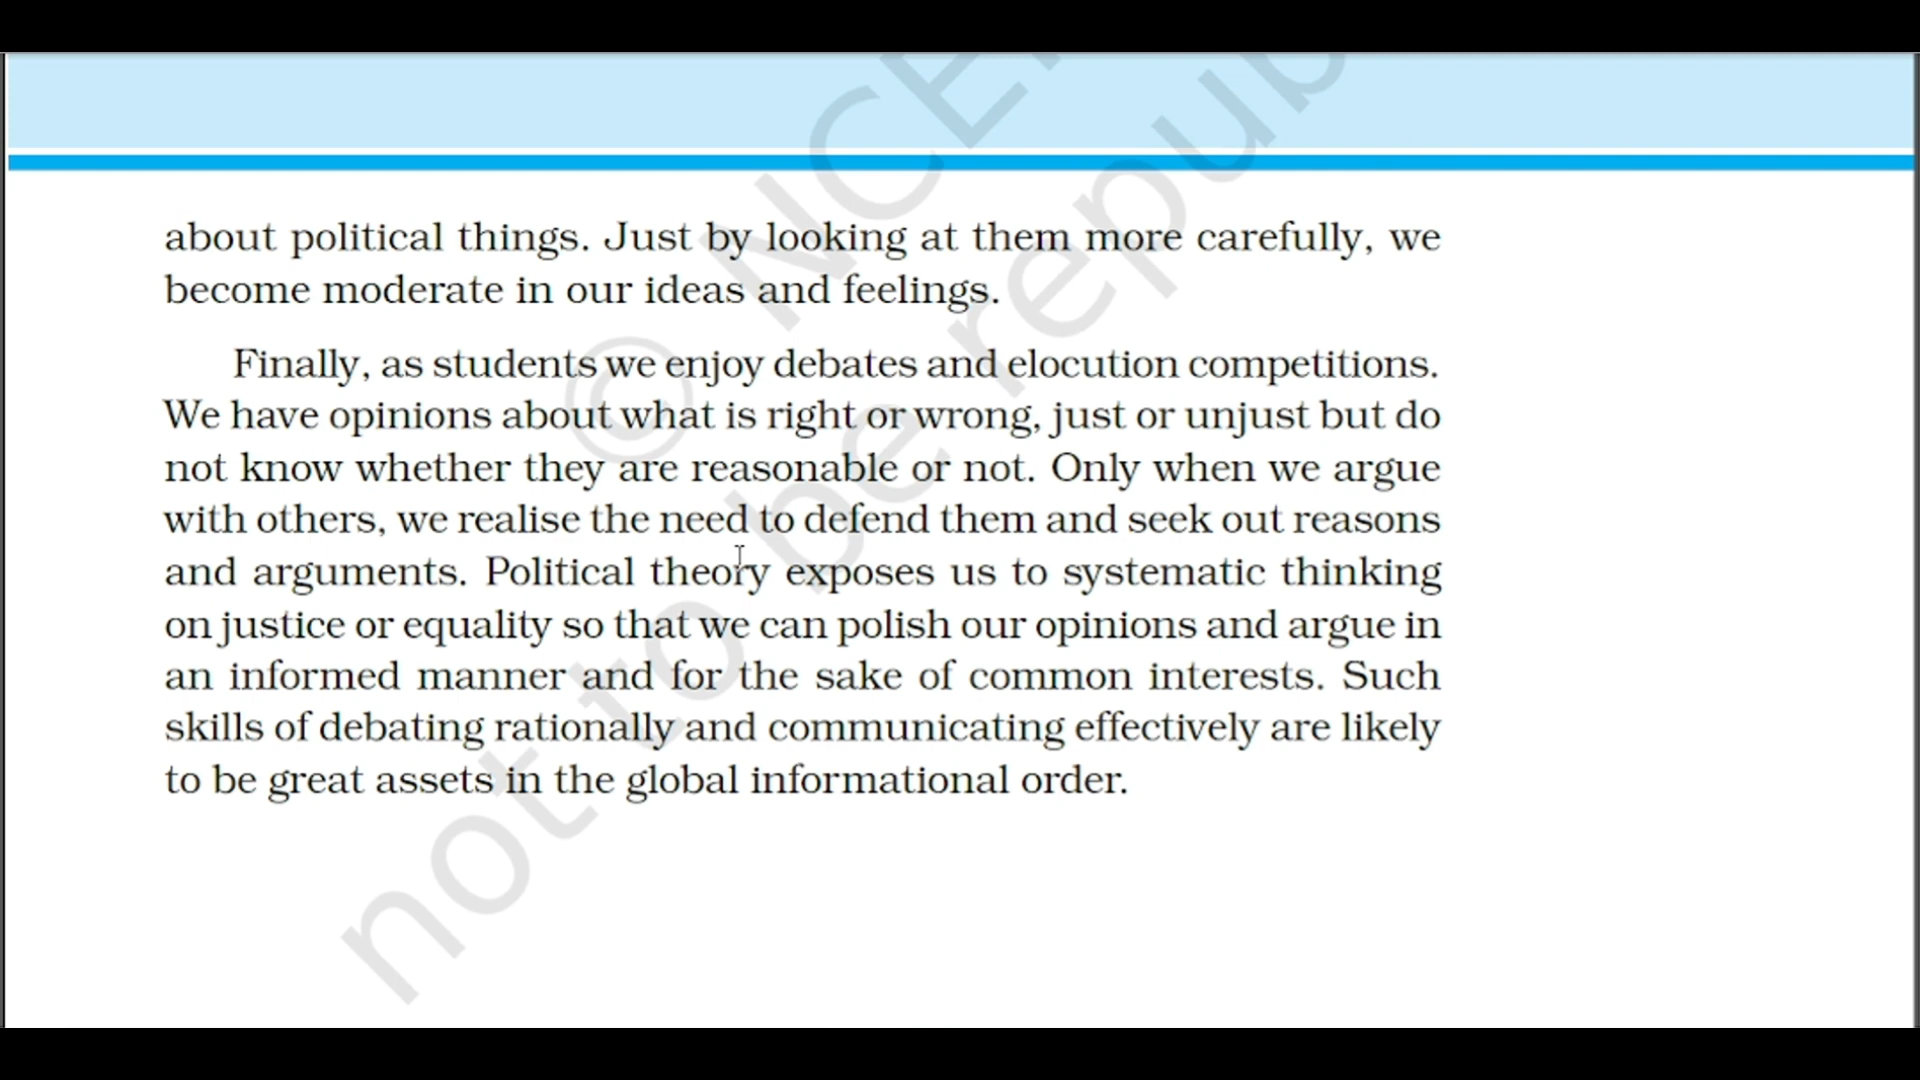 about political things. Just by looking at them more carefully, we
become moderate in our ideas and feelings.
Finally, as students we enjoy debates and elocution competitions.
We have opinions about what is right or wrong, just or unjust but do
not know whether they are reasonable or not. Only when we argue
with others, we realise the need to defend them and seek out reasons
and arguments. Political theory exposes us to systematic thinking
on justice or equality so that we can polish our opinions and argue in
an informed manner and for the sake of common interests. Such
skills of debating rationally and communicating effectively are likely
to be great assets in the global informational order.
© NCE
not to be repub